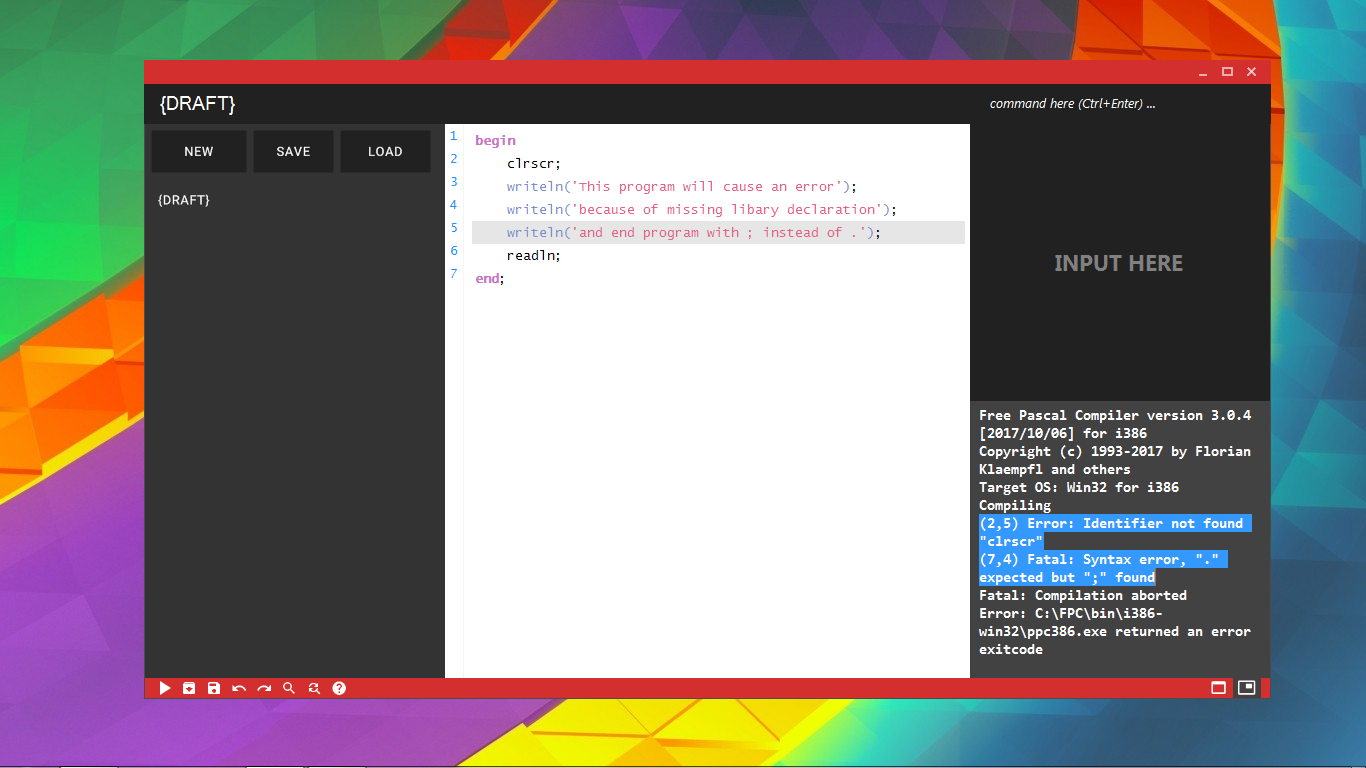 {DRAFT}
command here (Ctrl+Enter) ...
NEW SAVE LOAD
{DRAFT}
1 begin
2 clrscr;
3 writeln('This program will cause an error');
4 writeln('because of missing libary declaration');
5 writeln('and end program with ; instead of .');
6 readln;
7 end;
INPUT HERE
Free Pascal Compiler version 3.0.4
[2017/10/06] for i386
Copyright (c) 1993-2017 by Florian
Klaempfl and others
Target OS: Win32 for i386
Compiling
(2,5) Error: Identifier not found
"clrscr"
(7,4) Fatal: Syntax error, "."
expected but ";" found
Fatal: Compilation aborted
Error: C:\FPC\bin\i386-
win32\ppc386.exe returned an error
exitcode